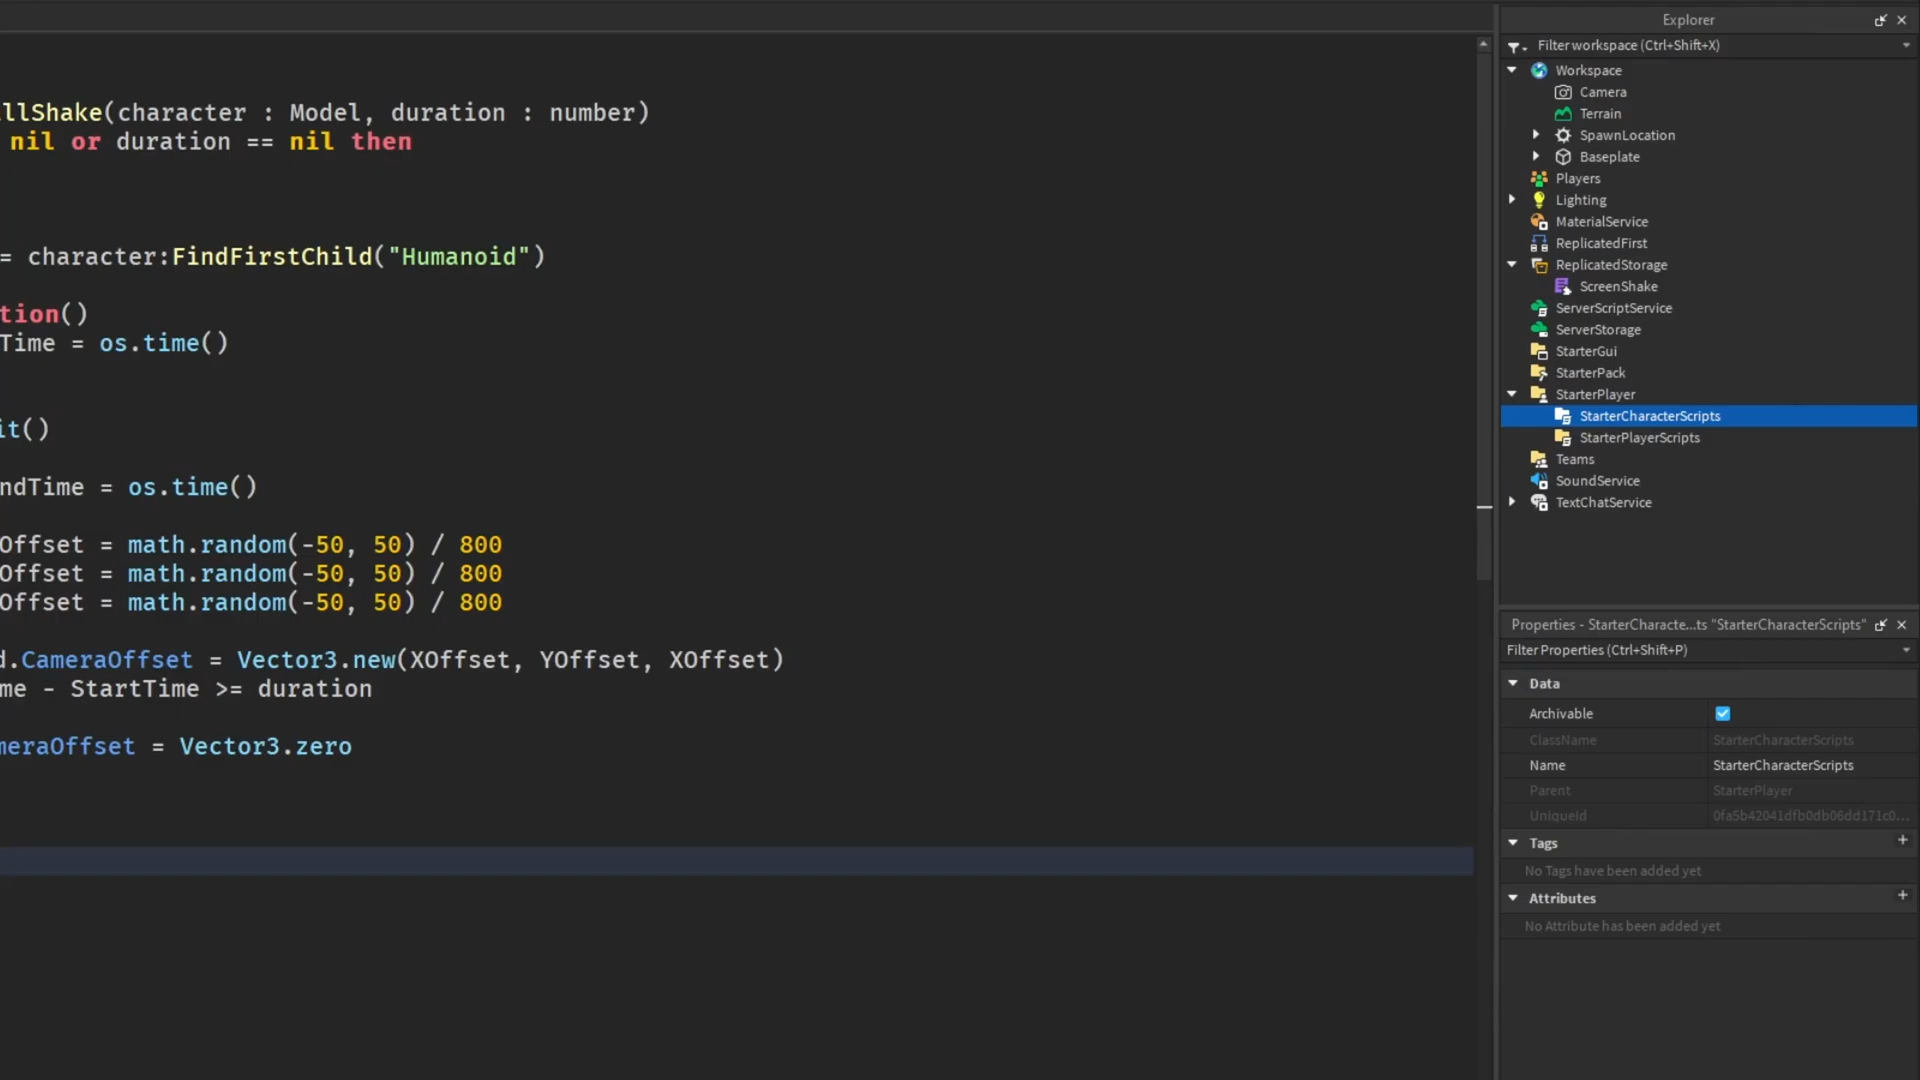 llShake(character : Model, duration : number)
nil or duration == nil then
= character:FindFirstChild("Humanoid")
tion()
Time = os.time()
it()
ndTime = os.time()
Offset = math.random(-50, 50) / 800
Offset = math.random(-50, 50) / 800
Offset = math.random(-50, 50) / 800
d.CameraOffset = Vector3.new(XOffset, YOffset, XOffset)
me - StartTime >= duration
meraOffset = Vector3.zero
Explorer
Filter workspace (Ctrl+Shift+X)
Workspace
Camera
Terrain
SpawnLocation
Baseplate
Players
Lighting
MaterialService
ReplicatedFirst
ReplicatedStorage
ScreenShake
ServerScriptService
ServerStorage
StarterGui
StarterPack
StarterPlayer
StarterCharacterScripts
StarterPlayerScripts
Teams
SoundService
TextChatService
Properties - StarterCharacte...ts "StarterCharacterScripts"
Filter Properties (Ctrl+Shift+P)
Data
Archivable
ClassName StarterCharacterScripts
Name StarterCharacterScripts
Parent StarterPlayer
UniqueId 0fa5b42041dfb0db06dd171c0...
Tags
No Tags have been added yet
Attributes
No Attribute has been added yet